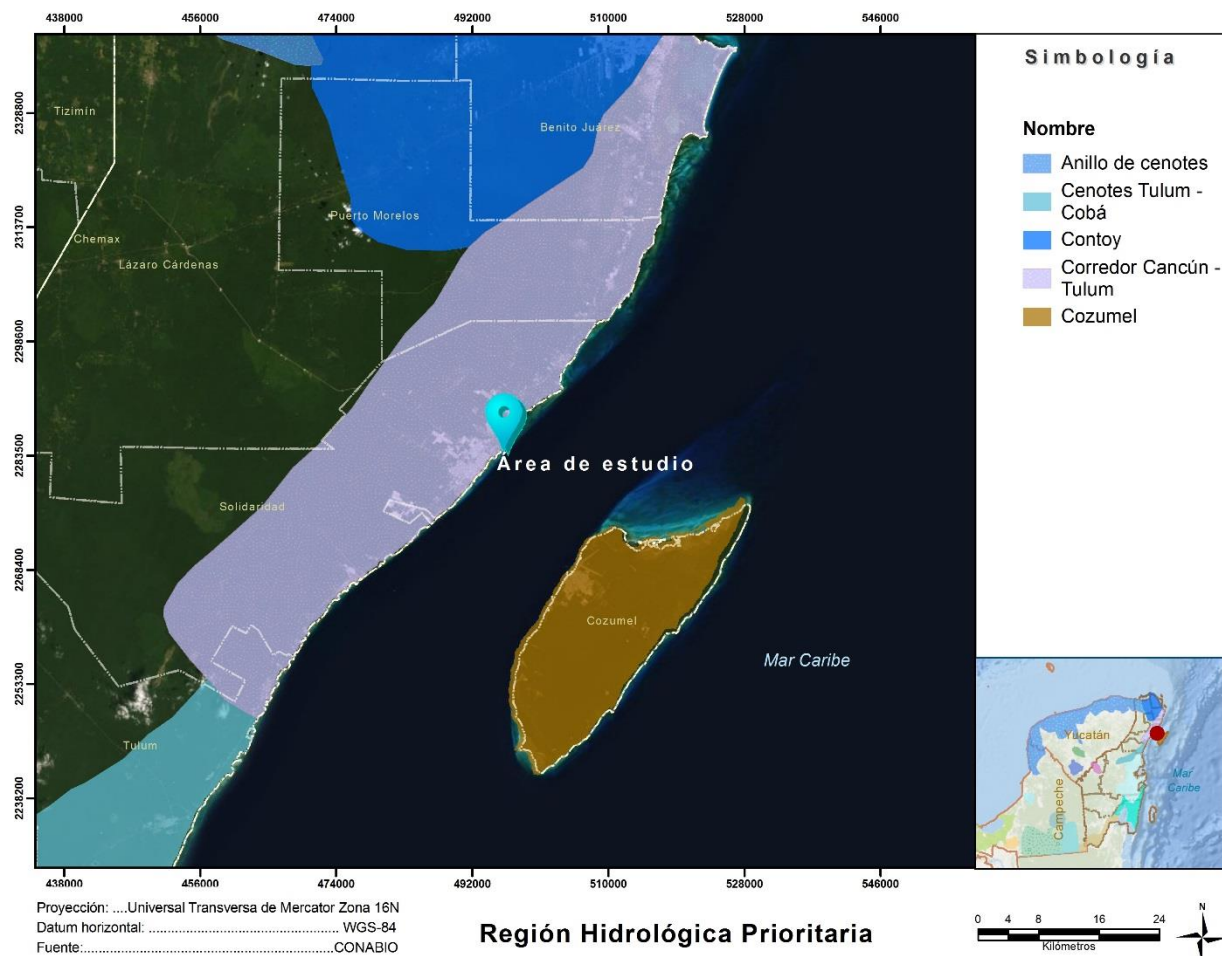 438000 456000 474000 492000 510000 528000 546000
2328800
2313700
2298600
2283500
2268400
2253300
2238200
Tizimín
Benito Juárez
Puerto Morelos
Chemax
Lázaro Cárdenas
Área de estudio
Solidaridad
Cozumel
Mar Caribe
Tulum
438000 456000 474000 492000 510000 528000 546000
Simbología
Nombre
Anillo de cenotes
Cenotes Tulum -
Cobá
Contoy
Corredor Cancún -
Tulum
Cozumel
Yucatán
Mar
Caribe
Campeche
Proyección: ....Universal Transversa de Mercator Zona 16N
Datum horizontal: ................................... WGS-84
Fuente:.............................................CONABIO
Región Hidrológica Prioritaria
0 4 8 16 24
Kilómetros
N